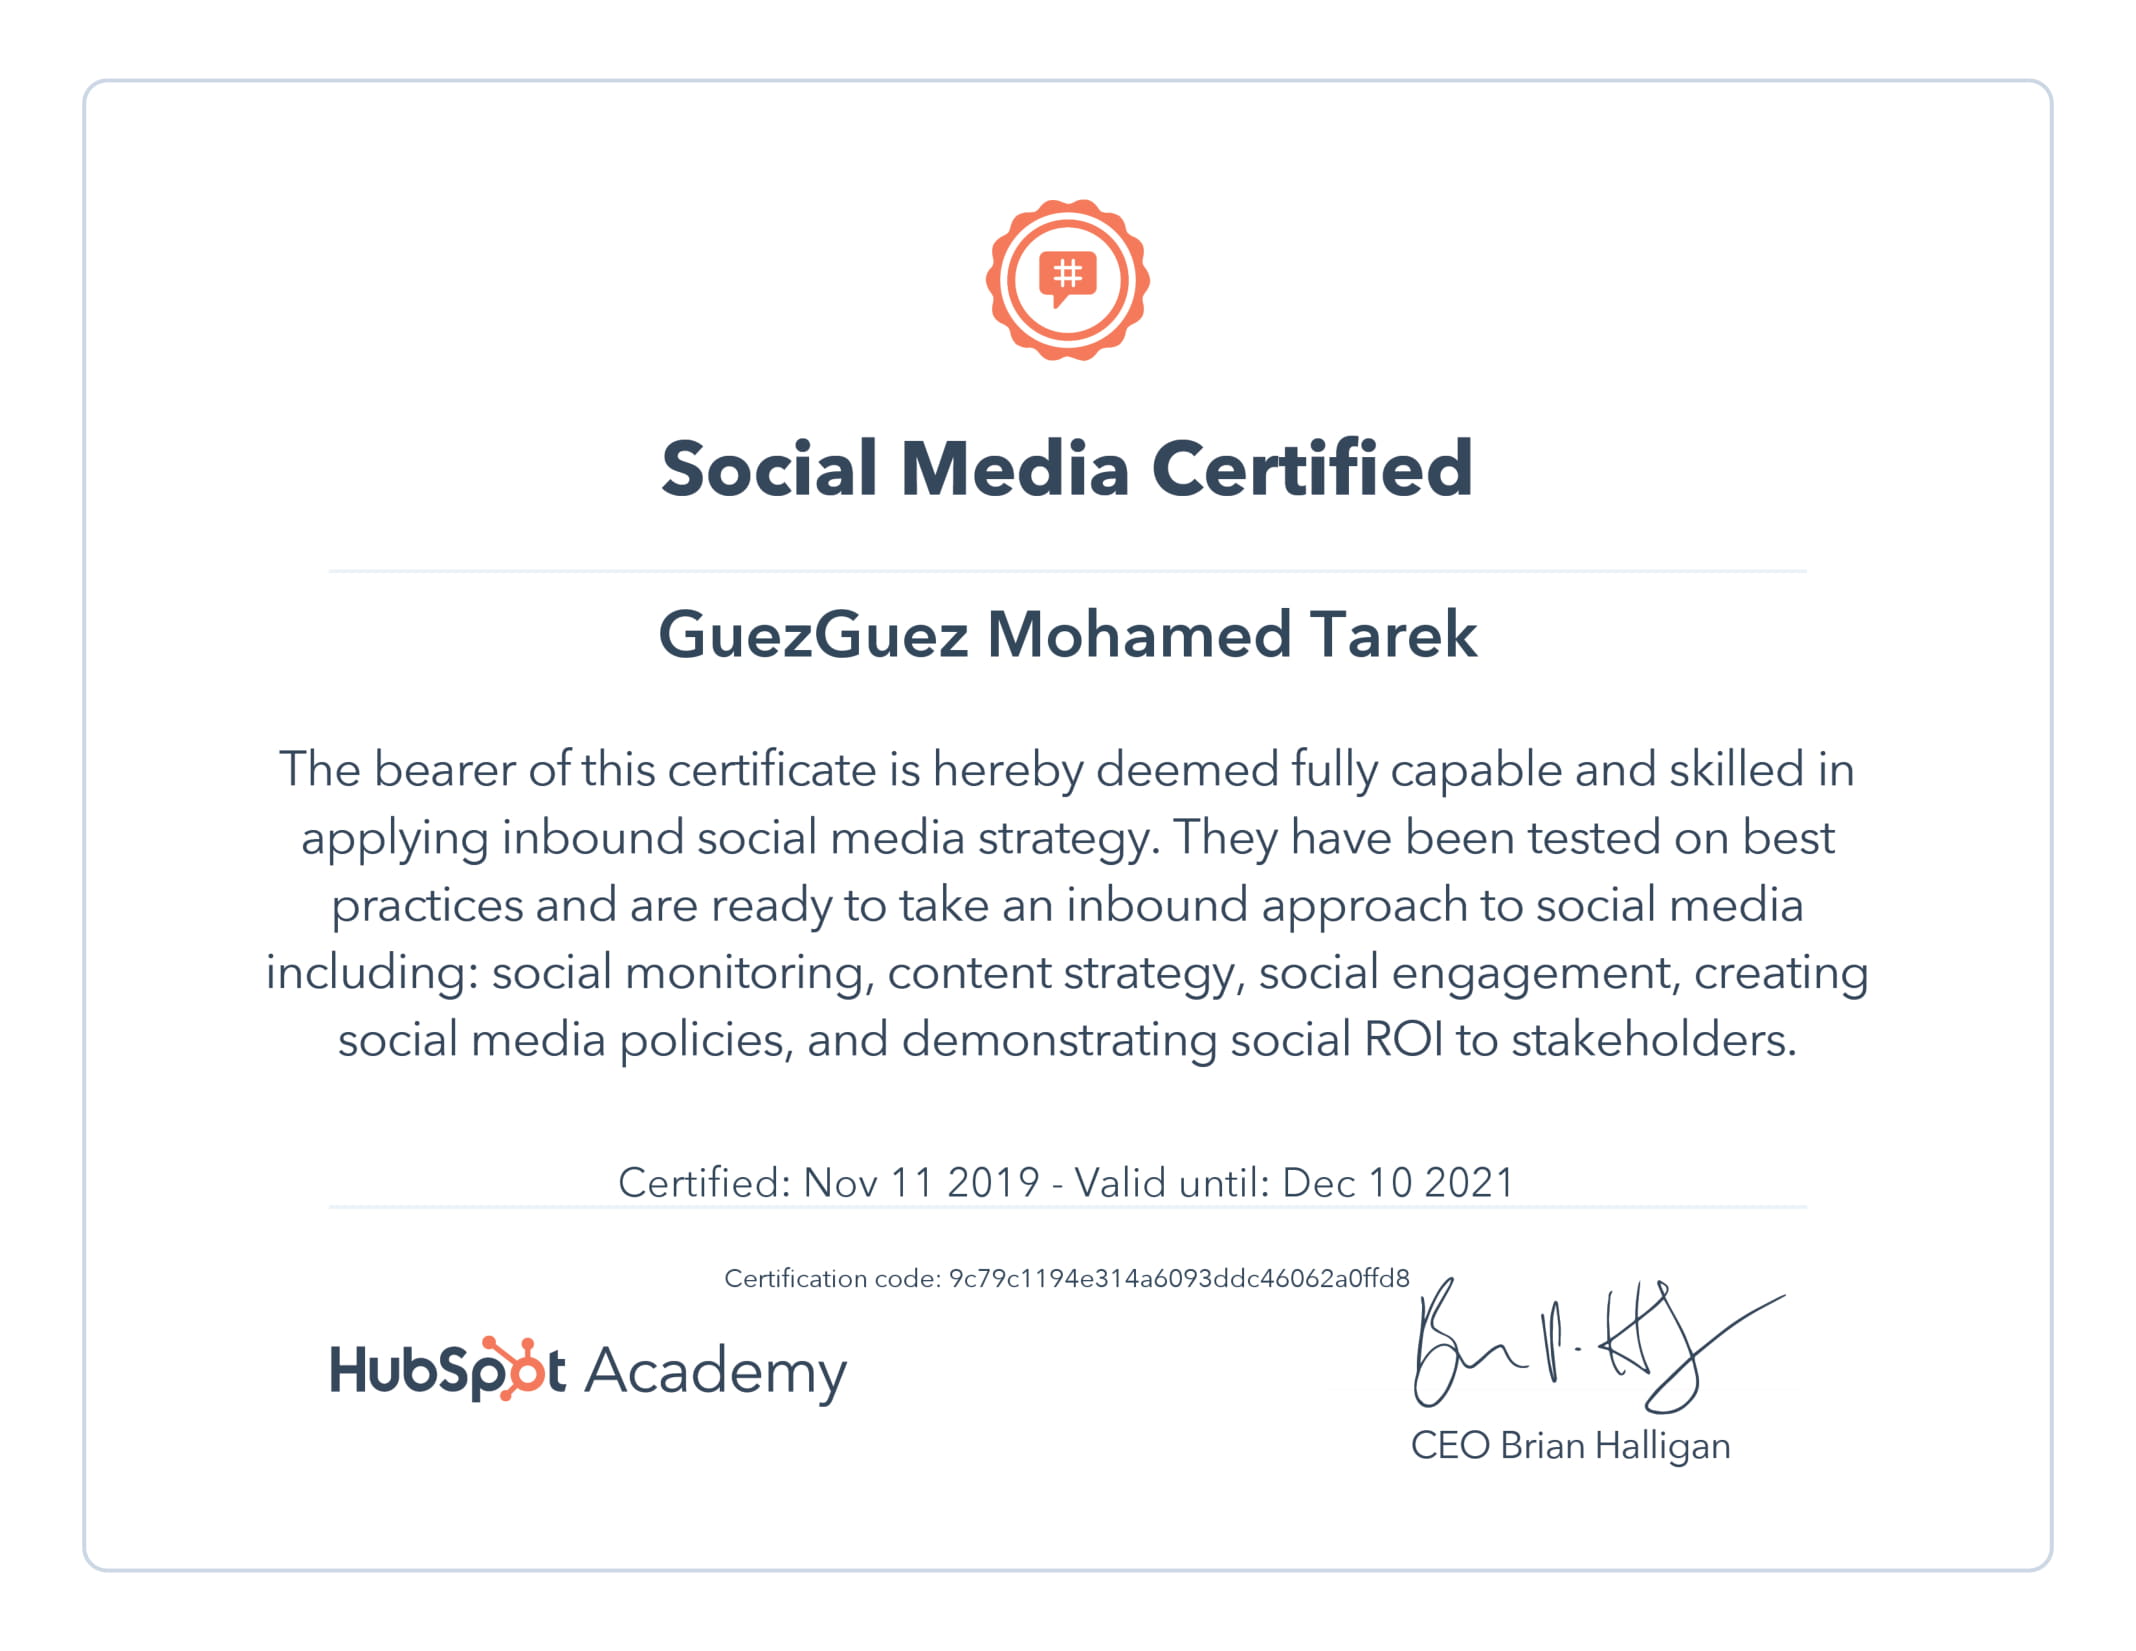 #
Social Media Certified
GuezGuez Mohamed Tarek
The bearer of this certificate is hereby deemed fully capable and skilled in
applying inbound social media strategy. They have been tested on best
practices and are ready to take an inbound approach to social media
including: social monitoring, content strategy, social engagement, creating
social media policies, and demonstrating social ROI to stakeholders.
Certified: Nov 11 2019 - Valid until: Dec 10 2021
Certification code: 9c79c1194e314a6093ddc46062a0ffd8
HubSpot Academy
CEO Brian Halligan